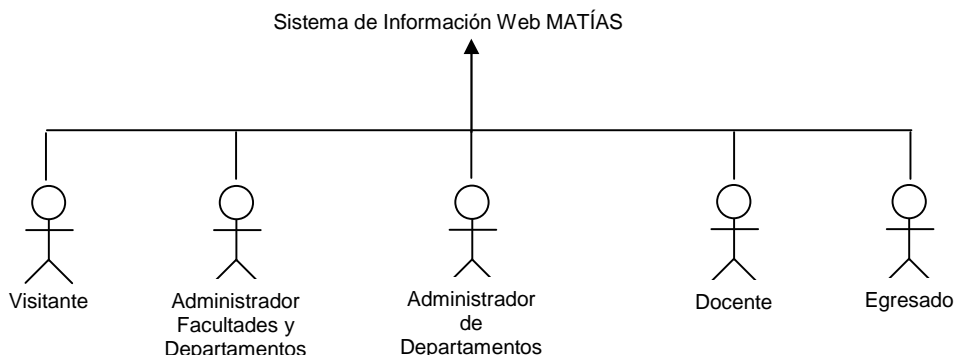 Sistema de Información Web MATÍAS
Visitante
Administrador
Facultades y
Departamentos
Administrador
de
Departamentos
Docente
Egresado